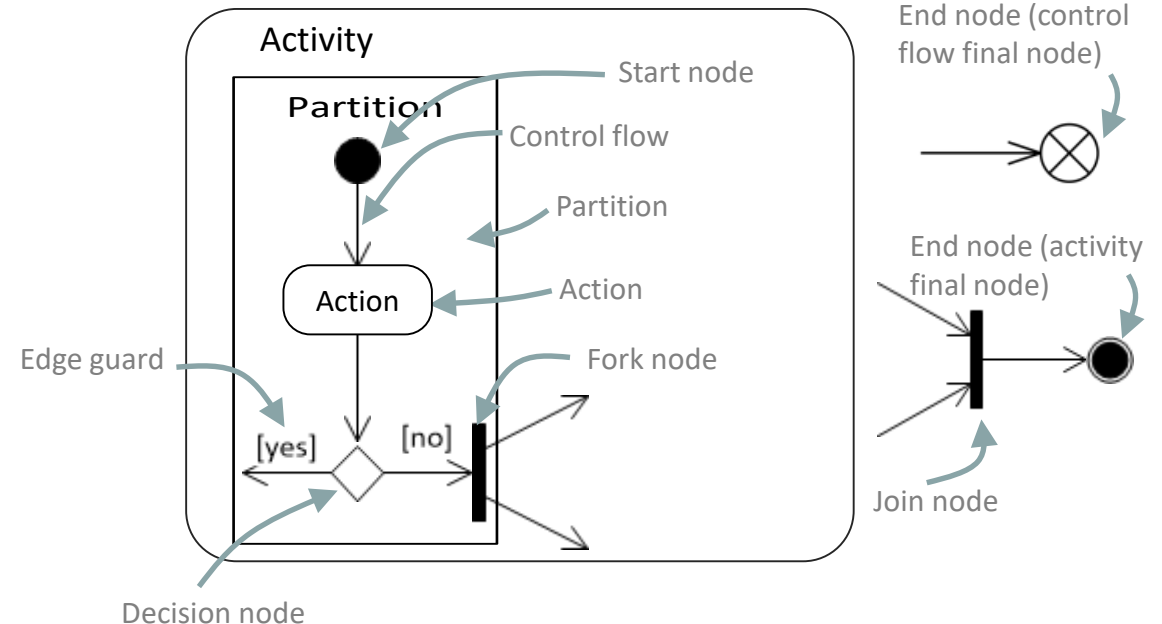 Activity
Partition
Start node
Control flow
Partition
Action
Action
Edge guard
Fork node
[yes]
[no]
Decision node
End node (control
flow final node)
End node (activity
final node)
Join node